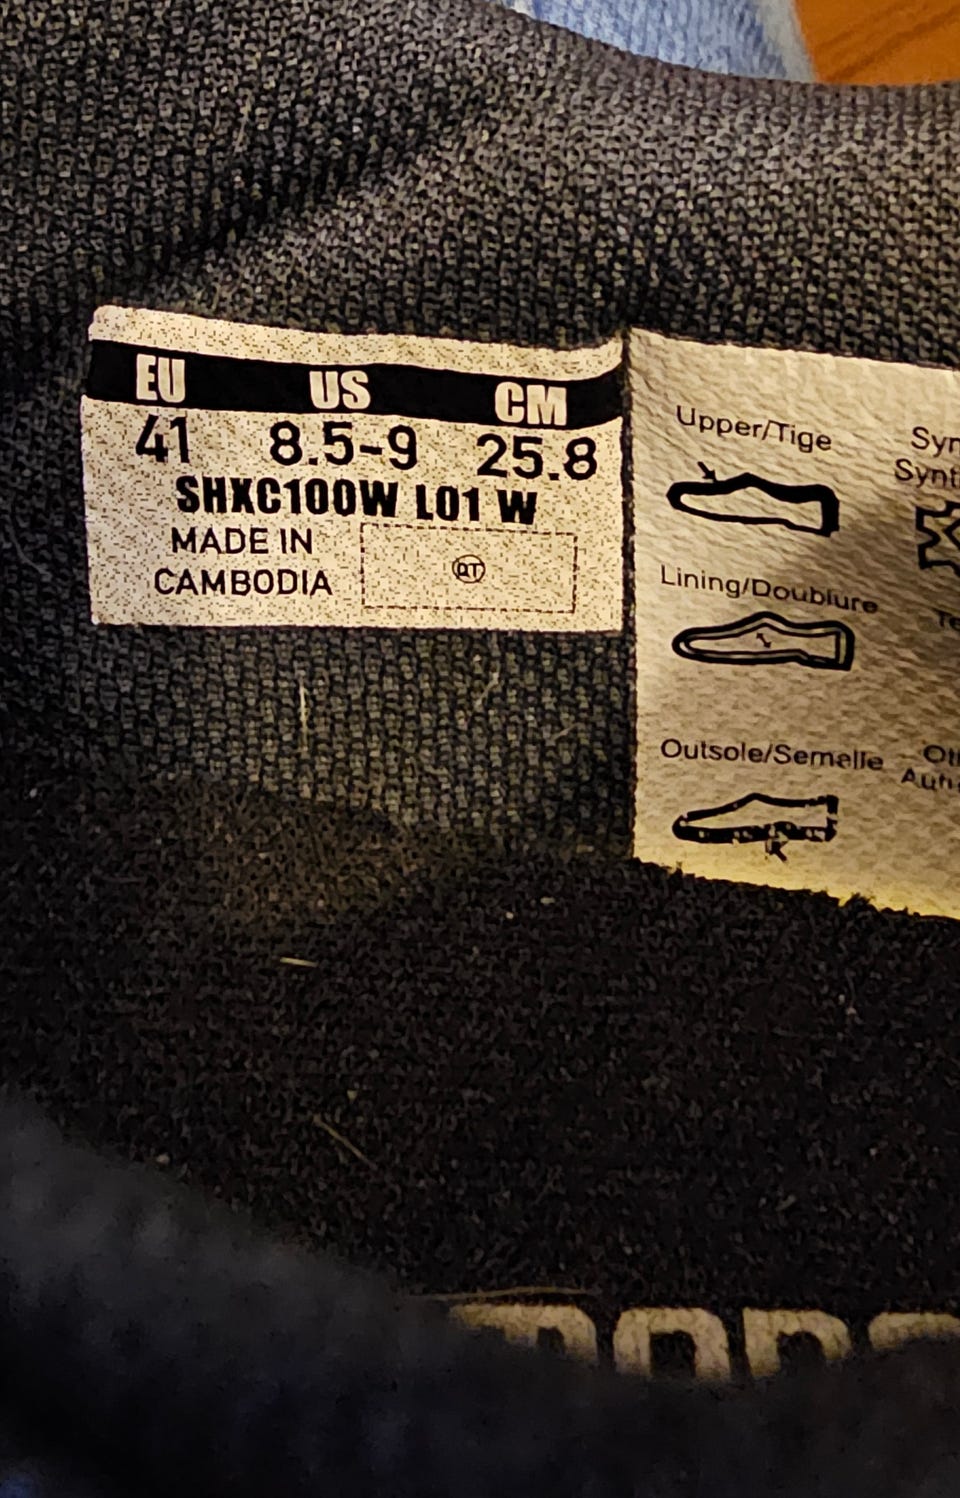 EU US CM
41 8.5-9 25.8
SHXC100W L01 W
MADE IN
CAMBODIA
QT
Upper/Tige
Lining/Doublure
Outsole/Semelle